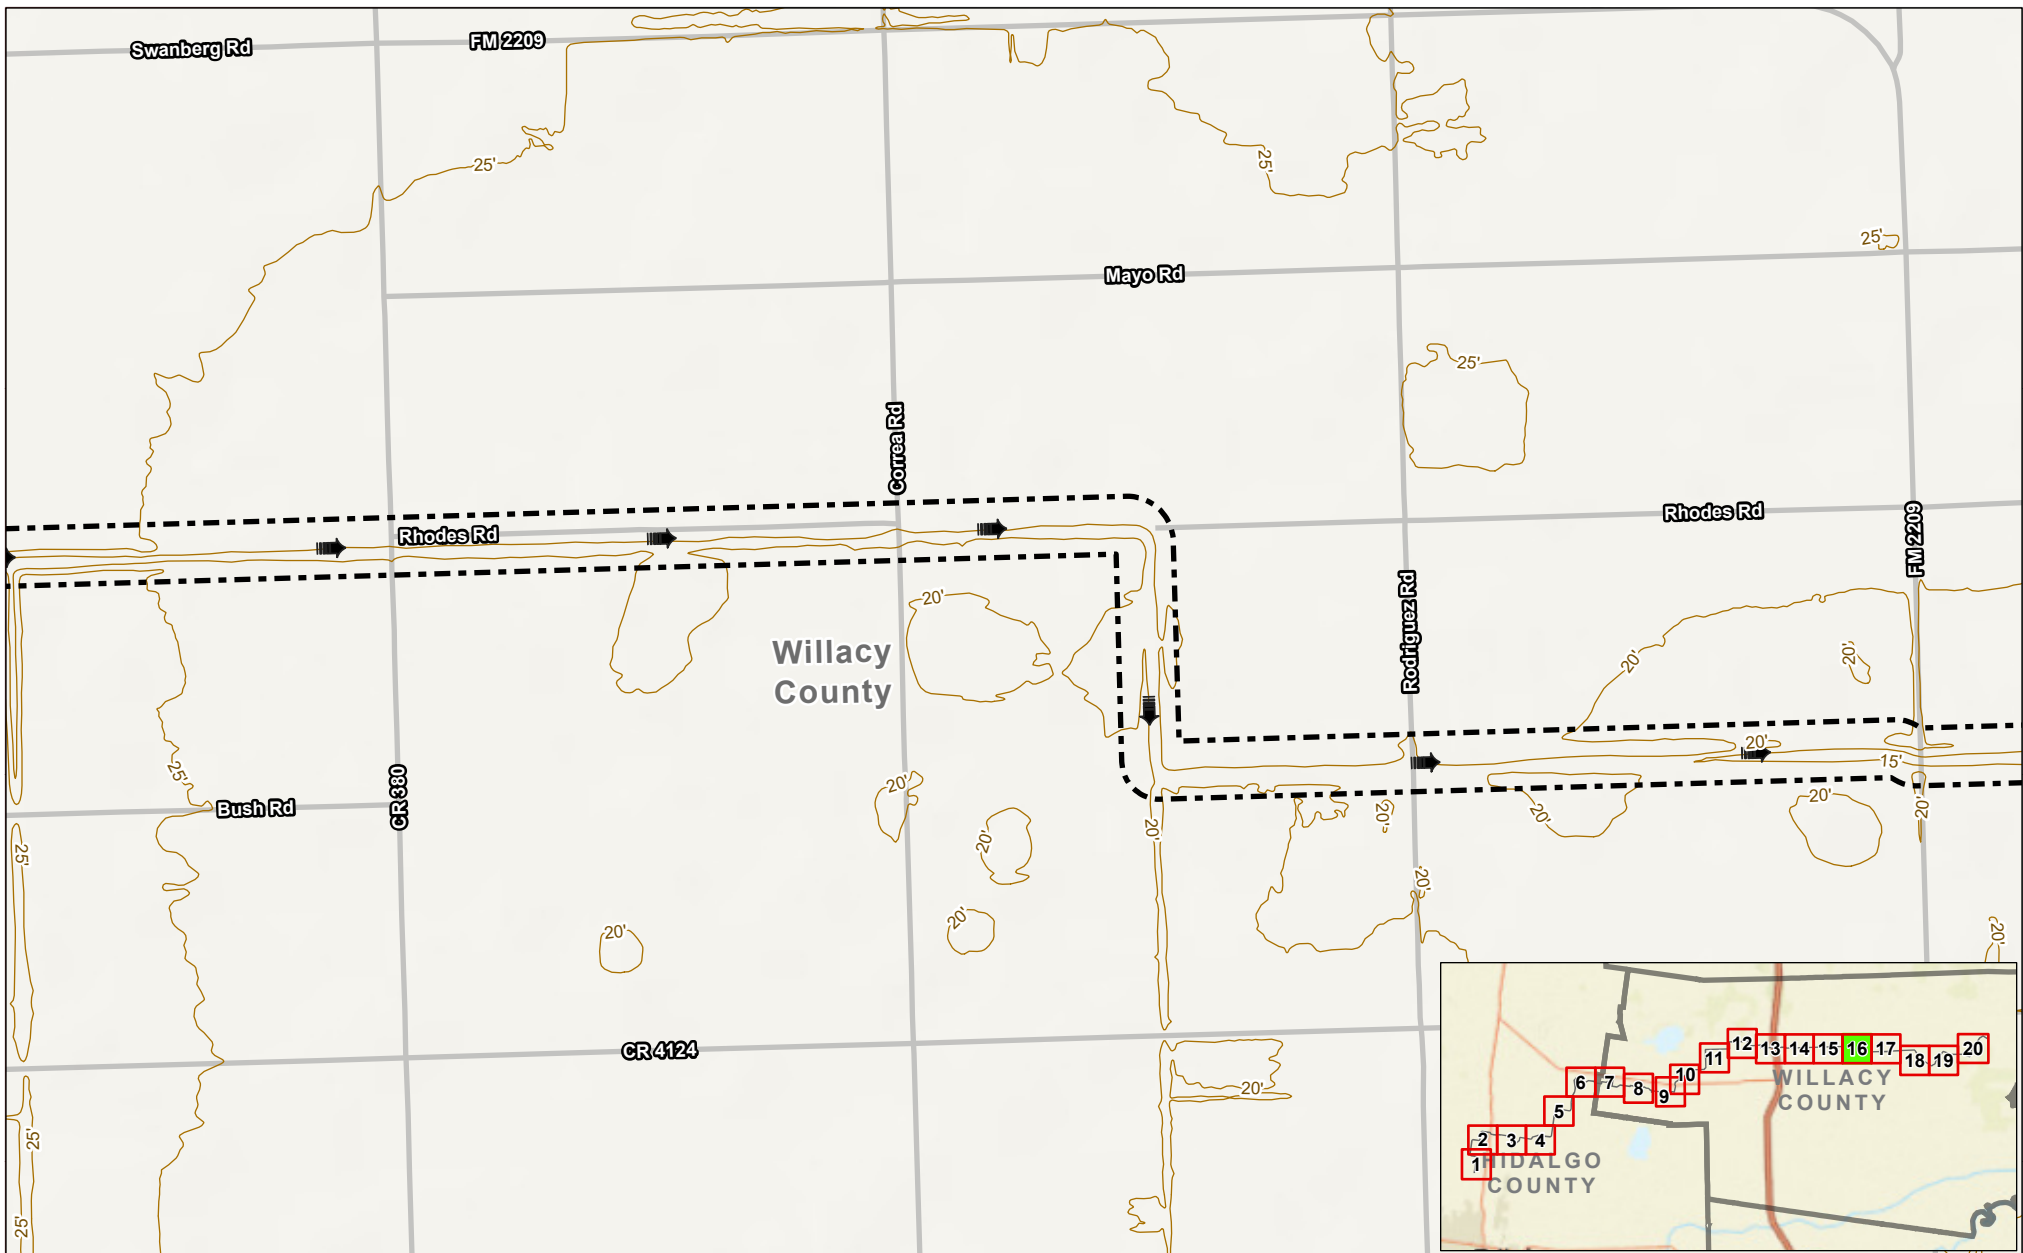 Swanberg Rd
FM 2209
25'
25'
25'
Mayo Rd
25'
Correa Rd
Rhodes Rd
Rhodes Rd
FM 2209
Rodriguez Rd
20'
Willacy
County
20'
20'
20'
15'
25'
Bush Rd
CR 380
20'
20'
20'
20'
20'
20'
20'
25'
20'
20'
20'
20'
20'
CR 4124
20'
25'
25'
12
13
14
15
16
17
18
19
20
11
10
9
8
7
6
5
4
3
2
1
WILLACY
COUNTY
HIDALGO
COUNTY